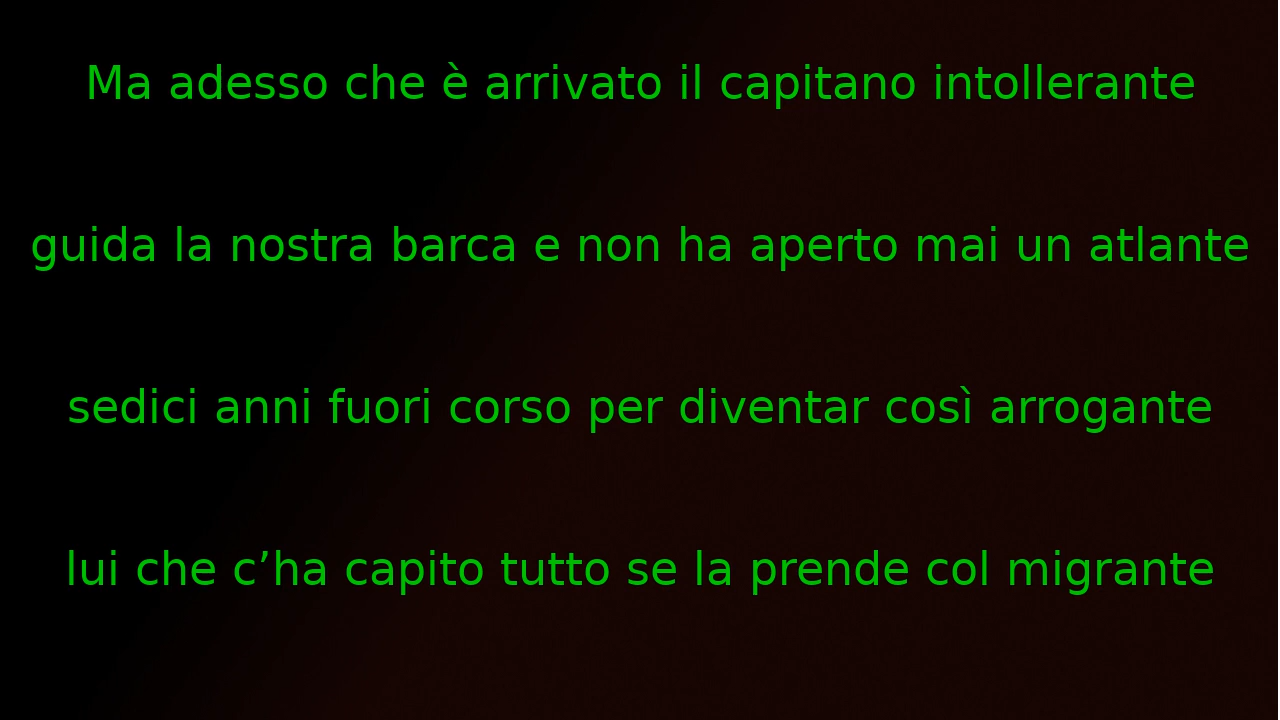 Ma adesso che è arrivato il capitano intollerante
guida la nostra barca e non ha aperto mai un atlante
sedici anni fuori corso per diventar così arrogante
lui che c’ha capito tutto se la prende col migrante